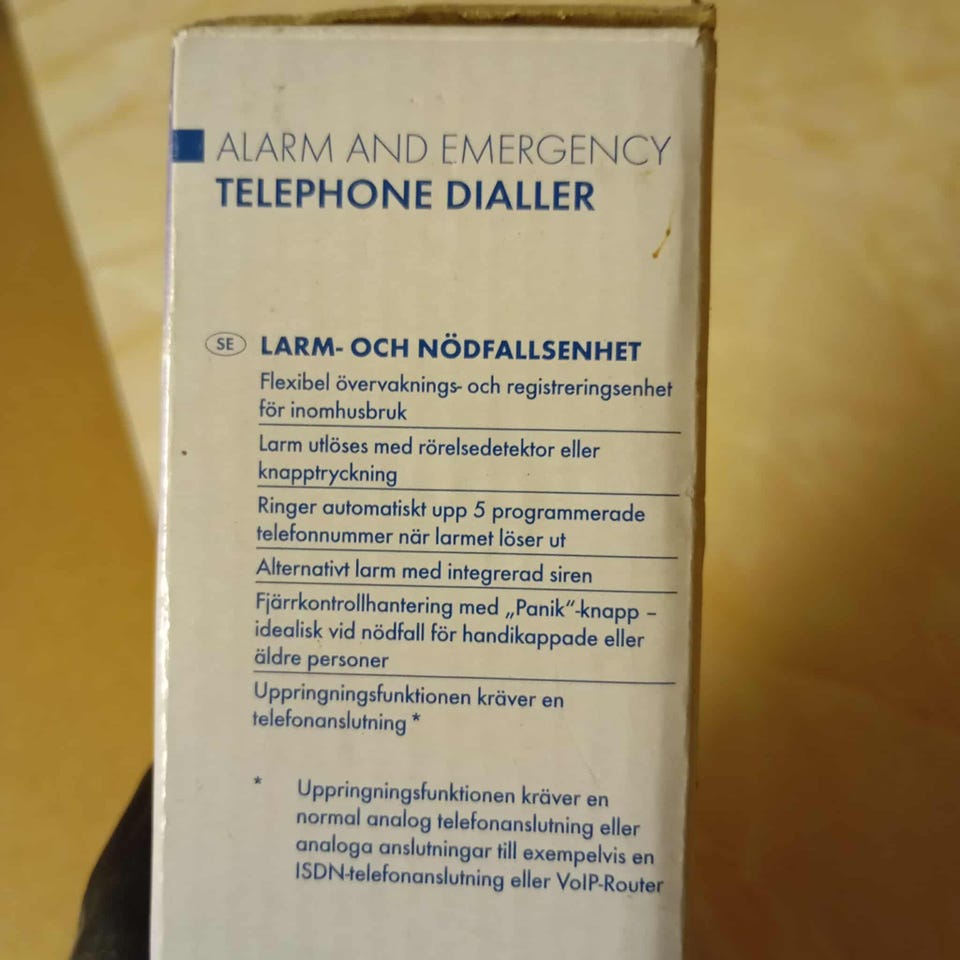 ALARM AND EMERGENCY
TELEPHONE DIALLER
SE LARM- OCH NÖDFALLSENHET
Flexibel övervaknings- och registreringsenhet
för inomhusbruk
Larm utlöses med rörelsedetektor eller
knapptryckning
Ringer automatiskt upp 5 programmerade
telefonnummer när larmet löser ut
Alternativt larm med integrerad siren
Fjärrkontrollhantering med „Panik“-knapp –
idealisk vid nödfall för handikappade eller
äldre personer
Uppringningsfunktionen kräver en
telefonanslutning *
* Uppringningsfunktionen kräver en
normal analog telefonanslutning eller
analoga anslutningar till exempelvis en
ISDN-telefonanslutning eller VoIP-Router